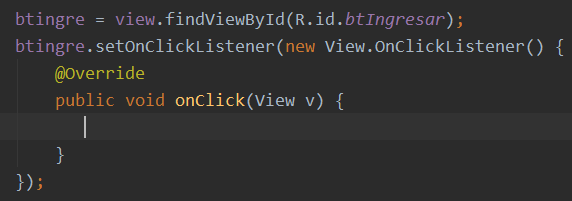 btingre = view.findViewById(R.id.btIngresar);
btingre.setOnClickListener(new View.OnClickListener() {
@Override
public void onClick(View v) {
}
});